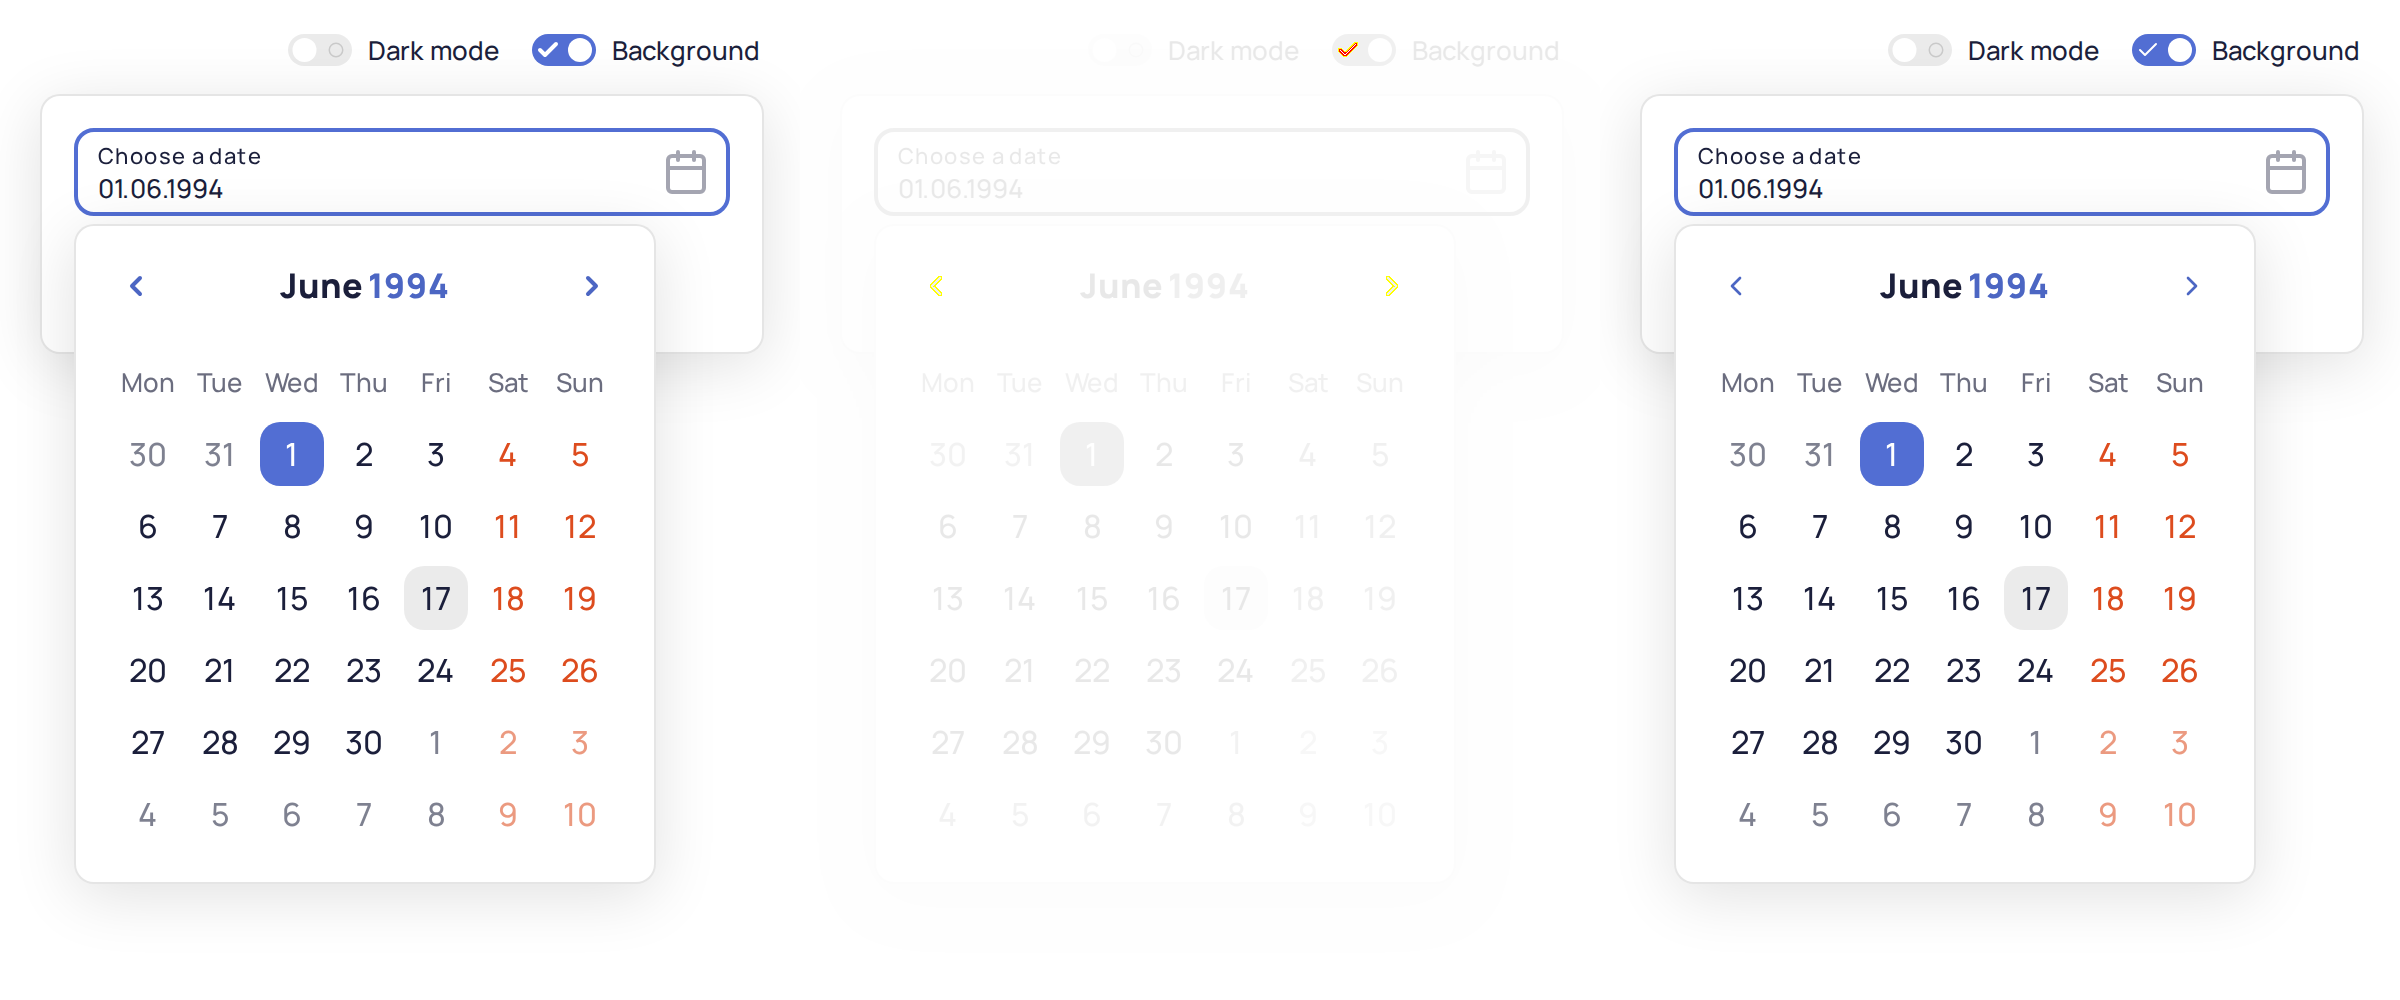 Dark mode Background
Choose a date
01.06.1994
June 1994
Mon Tue Wed Thu Fri Sat Sun
30 31 1 2 3 4 5
6 7 8 9 10 11 12
13 14 15 16 17 18 19
20 21 22 23 24 25 26
27 28 29 30 1 2 3
4 5 6 7 8 9 10
Dark mode Background
Choose a date
01.06.1994
June 1994
Mon Tue Wed Thu Fri Sat Sun
30 31 1 2 3 4 5
6 7 8 9 10 11 12
13 14 15 16 17 18 19
20 21 22 23 24 25 26
27 28 29 30 1 2 3
4 5 6 7 8 9 10
Dark mode Background
Choose a date
01.06.1994
June 1994
Mon Tue Wed Thu Fri Sat Sun
30 31 1 2 3 4 5
6 7 8 9 10 11 12
13 14 15 16 17 18 19
20 21 22 23 24 25 26
27 28 29 30 1 2 3
4 5 6 7 8 9 10